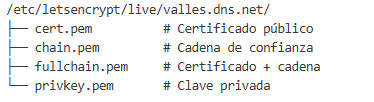 /etc/letsencrypt/live/valles.dns.net/
├── cert.pem # Certificado público
├── chain.pem # Cadena de confianza
├── fullchain.pem # Certificado + cadena
└── privkey.pem # Clave privada